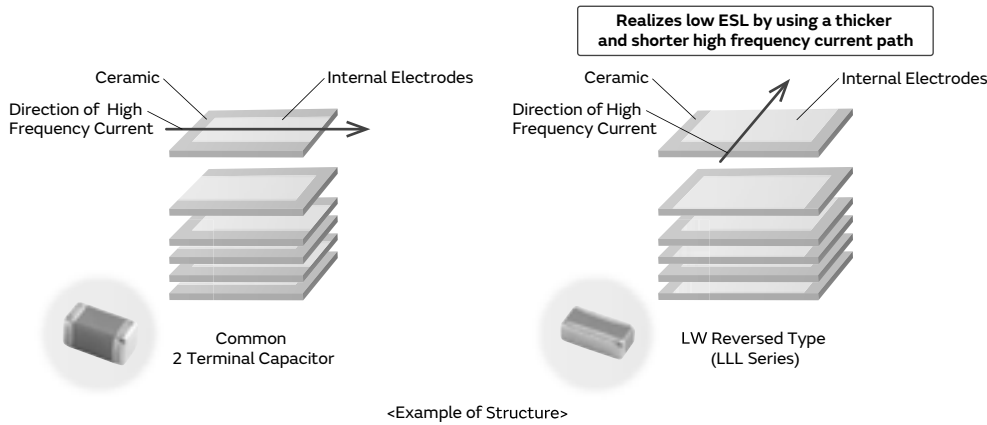 Realizes low ESL by using a thicker
and shorter high frequency current path
Ceramic
Internal Electrodes
Direction of High
Frequency Current
Ceramic
Internal Electrodes
Direction of High
Frequency Current
Common
2 Terminal Capacitor
LW Reversed Type
(LLL Series)
<Example of Structure>